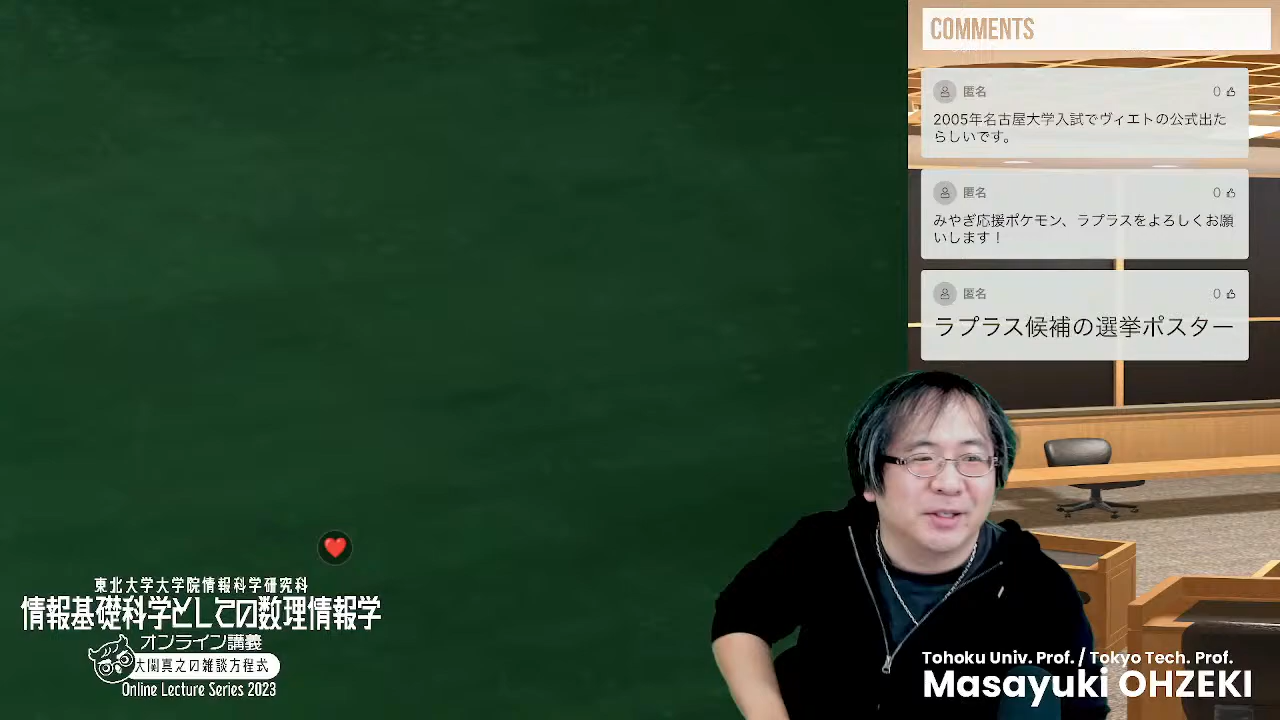 COMMENTS
匿名
0
2005年名古屋大学入試でヴィエトの公式出た
らしいです。
匿名
0
みやぎ応援ポケモン、ラプラスをよろしくお願
いします！
匿名
0
ラプラス候補の選挙ポスター
東北大学大学院情報科学研究科
情報基礎科学としての数理情報学
オンライン講義
大関真之の雑談方程式
Online Lecture Series 2023
Tohoku Univ. Prof. / Tokyo Tech. Prof.
Masayuki OHZEKI